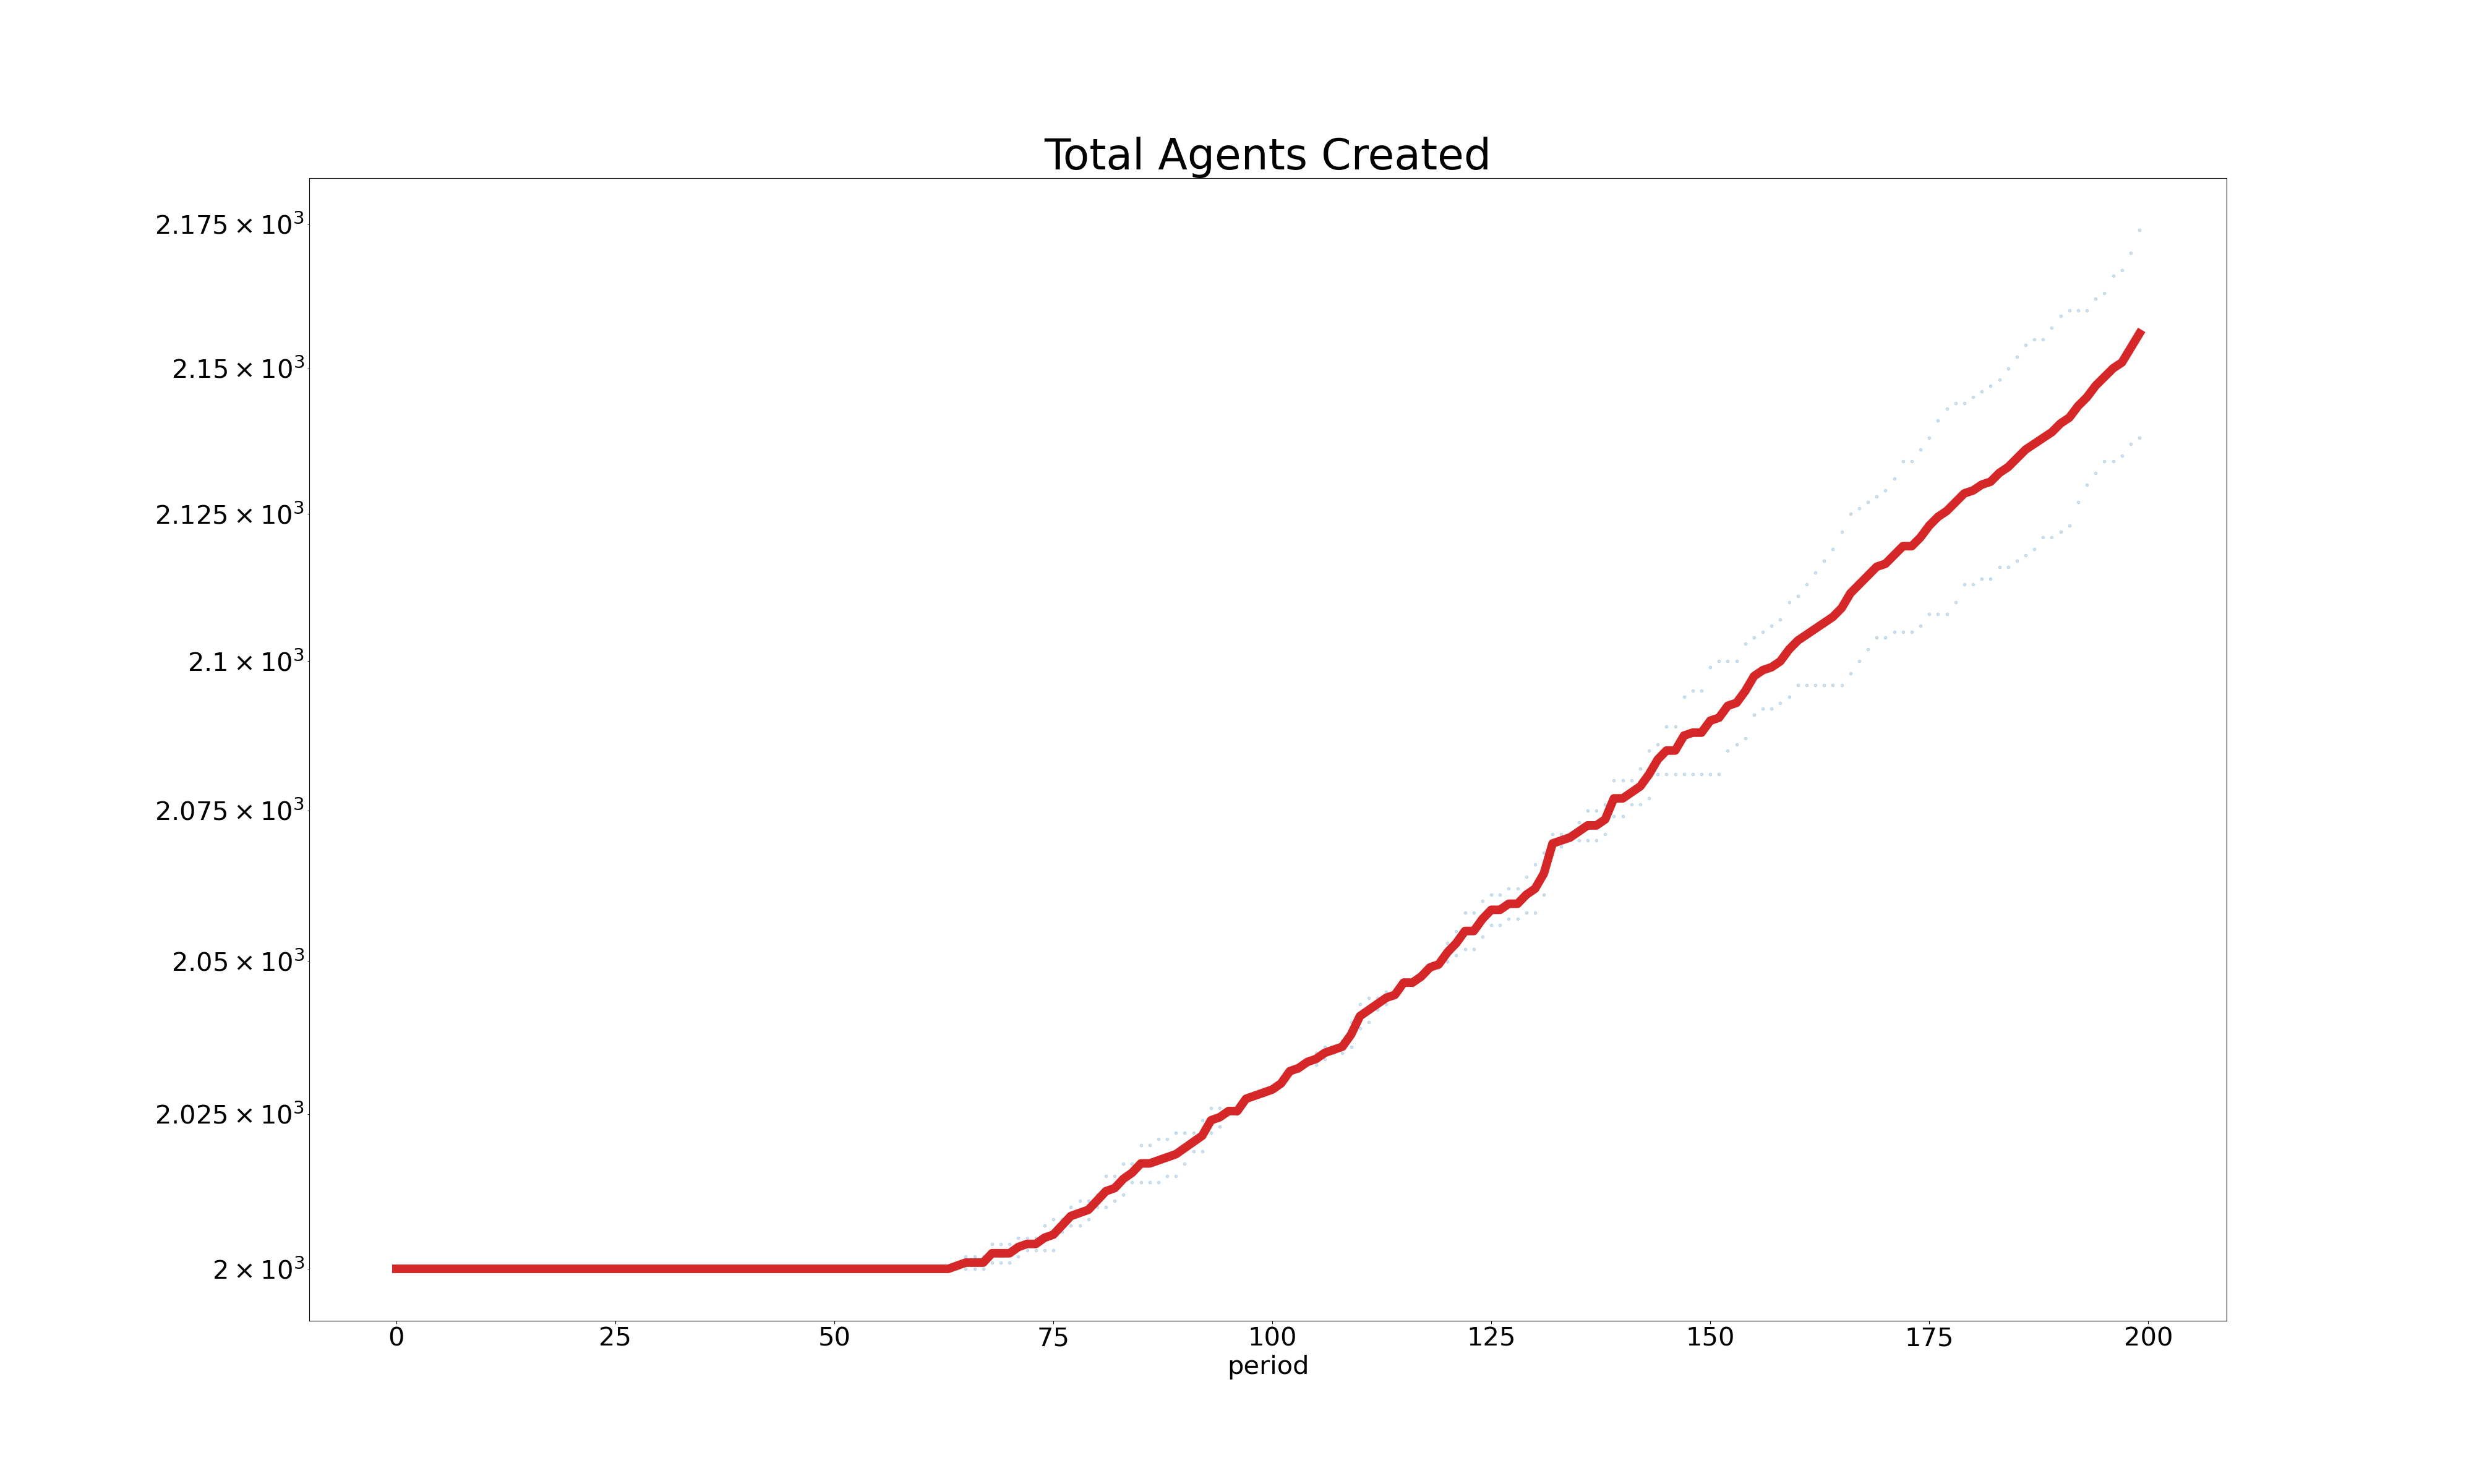 Total Agents Created
2.175 × 10³
2.15 × 10³
2.125 × 10³
2.1 × 10³
2.075 × 10³
2.05 × 10³
2.025 × 10³
2 × 10³
0 25 50 75 100 125 150 175 200
period